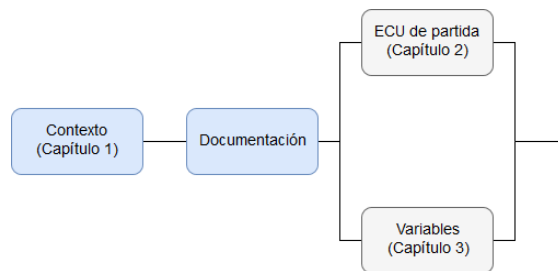 ECU de partida
(Capítulo 2)
Contexto
(Capítulo 1)
Documentación
Variables
(Capítulo 3)